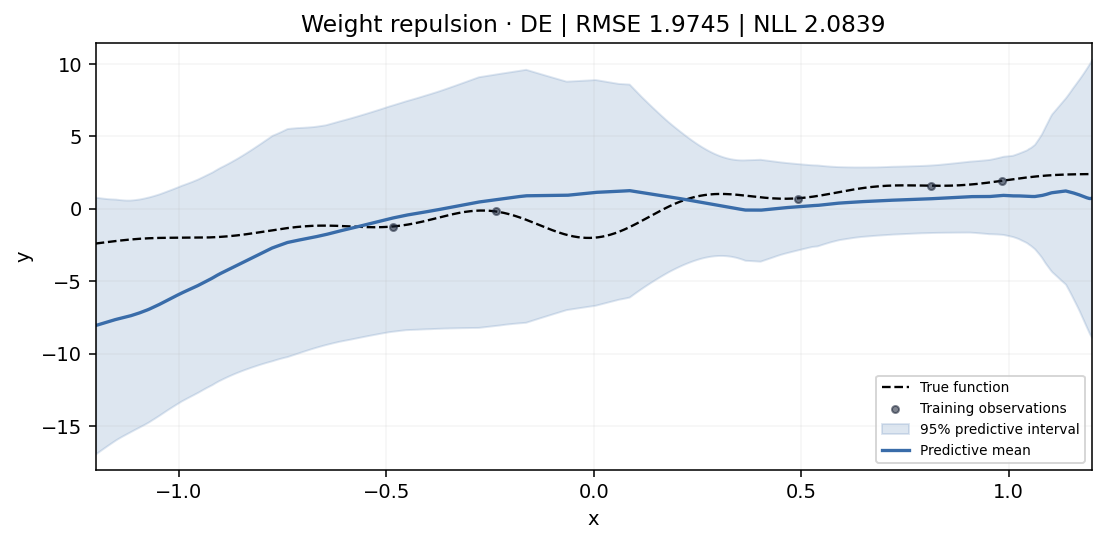 Weight repulsion · DE | RMSE 1.9745 | NLL 2.0839
10
5
0
−5
−10
−15
y
−1.0
−0.5
0.0
0.5
1.0
x
True function
Training observations
95% predictive interval
Predictive mean